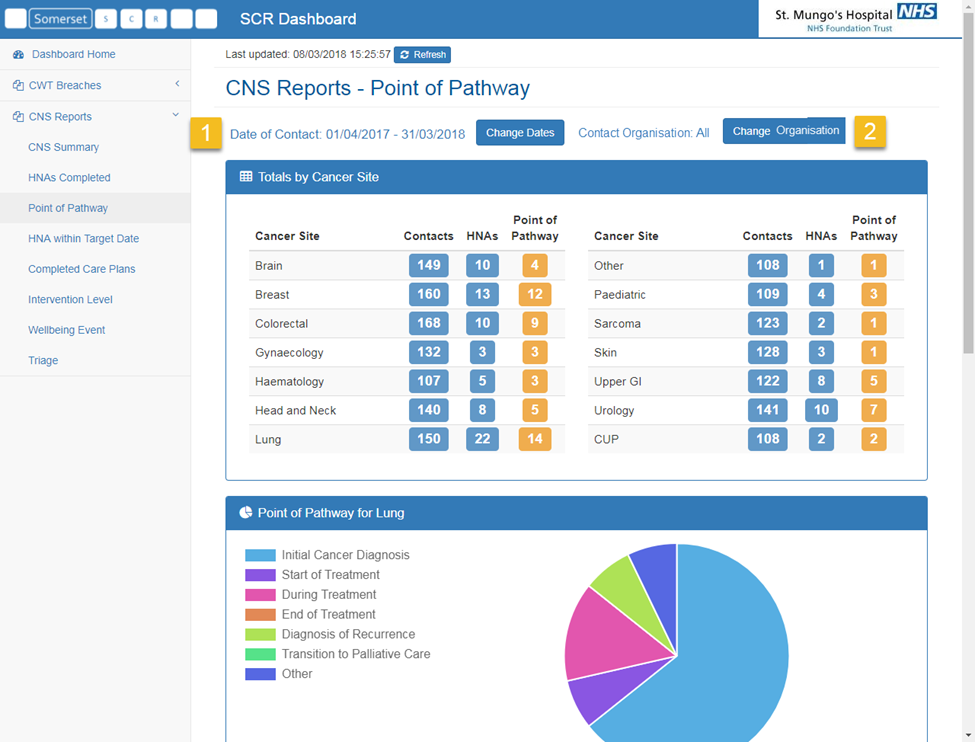 Somerset S C R SCR Dashboard
St. Mungo's Hospital NHS
NHS Foundation Trust
Dashboard Home
CWT Breaches
CNS Reports
CNS Summary
HNAs Completed
Point of Pathway
HNA within Target Date
Completed Care Plans
Intervention Level
Wellbeing Event
Triage
Last updated: 08/03/2018 15:25:57 Refresh
CNS Reports - Point of Pathway
1 Date of Contact: 01/04/2017 - 31/03/2018 Change Dates Contact Organisation: All Change Organisation 2
Totals by Cancer Site
Cancer Site Contacts HNAs Point of Pathway
Brain 149 10 4
Breast 160 13 12
Colorectal 168 10 9
Gynaecology 132 3 3
Haematology 107 5 3
Head and Neck 140 8 5
Lung 150 22 14
Cancer Site Contacts HNAs Point of Pathway
Other 108 1 1
Paediatric 109 4 3
Sarcoma 123 2 1
Skin 128 3 1
Upper GI 122 8 5
Urology 141 10 7
CUP 108 2 2
Point of Pathway for Lung
Initial Cancer Diagnosis
Start of Treatment
During Treatment
End of Treatment
Diagnosis of Recurrence
Transition to Palliative Care
Other